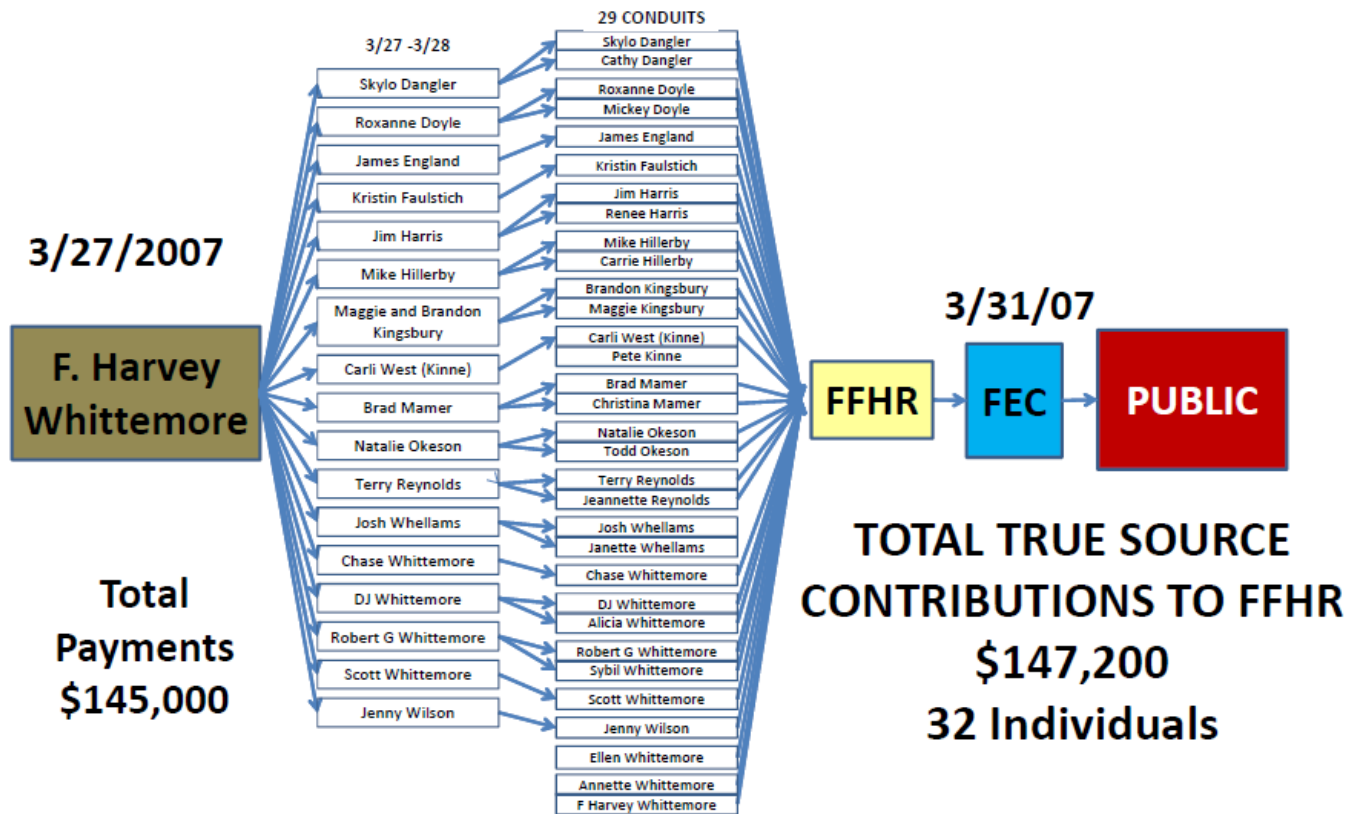 29 CONDUITS
3/27 -3/28
3/27/2007
F. Harvey
Whittemore
Total
Payments
$145,000
Skylo Dangler
Roxanne Doyle
James England
Kristin Faulstich
Jim Harris
Mike Hillerby
Maggie and Brandon
Kingsbury
Carli West (Kinne)
Brad Mamer
Natalie Okeson
Terry Reynolds
Josh Whellams
Chase Whittemore
DJ Whittemore
Robert G Whittemore
Scott Whittemore
Jenny Wilson
Skylo Dangler
Cathy Dangler
Roxanne Doyle
Mickey Doyle
James England
Kristin Faulstich
Jim Harris
Renee Harris
Mike Hillerby
Carrie Hillerby
Brandon Kingsbury
Maggie Kingsbury
Carli West (Kinne)
Pete Kinne
Brad Mamer
Christina Mamer
Natalie Okeson
Todd Okeson
Terry Reynolds
Jeannette Reynolds
Josh Whellams
Janette Whellams
Chase Whittemore
DJ Whittemore
Alicia Whittemore
Robert G Whittemore
Sybil Whittemore
Scott Whittemore
Jenny Wilson
Ellen Whittemore
Annette Whittemore
F Harvey Whittemore
FFHR
3/31/07
FEC
PUBLIC
TOTAL TRUE SOURCE
CONTRIBUTIONS TO FFHR
$147,200
32 Individuals